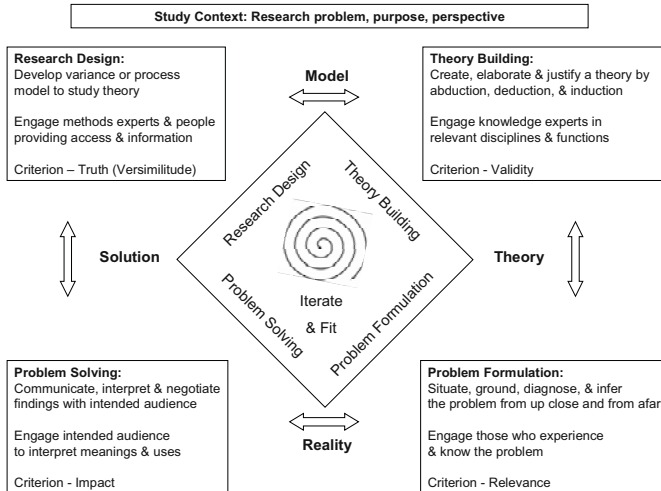 Study Context: Research problem, purpose, perspective
Research Design:
Develop variance or process
model to study theory
Engage methods experts & people
providing access & information
Criterion – Truth (Versimilitude)
Model
Theory Building:
Create, elaborate & justify a theory by
abduction, deduction, & induction
Engage knowledge experts in
relevant disciplines & functions
Criterion - Validity
Research Design
Theory Building
Solution
Theory
Iterate
& Fit
Problem Solving
Problem Formulation
Problem Solving:
Communicate, interpret & negotiate
findings with intended audience
Engage intended audience
to interpret meanings & uses
Criterion - Impact
Reality
Problem Formulation:
Situate, ground, diagnose, & infer
the problem from up close and from afar
Engage those who experience
& know the problem
Criterion - Relevance